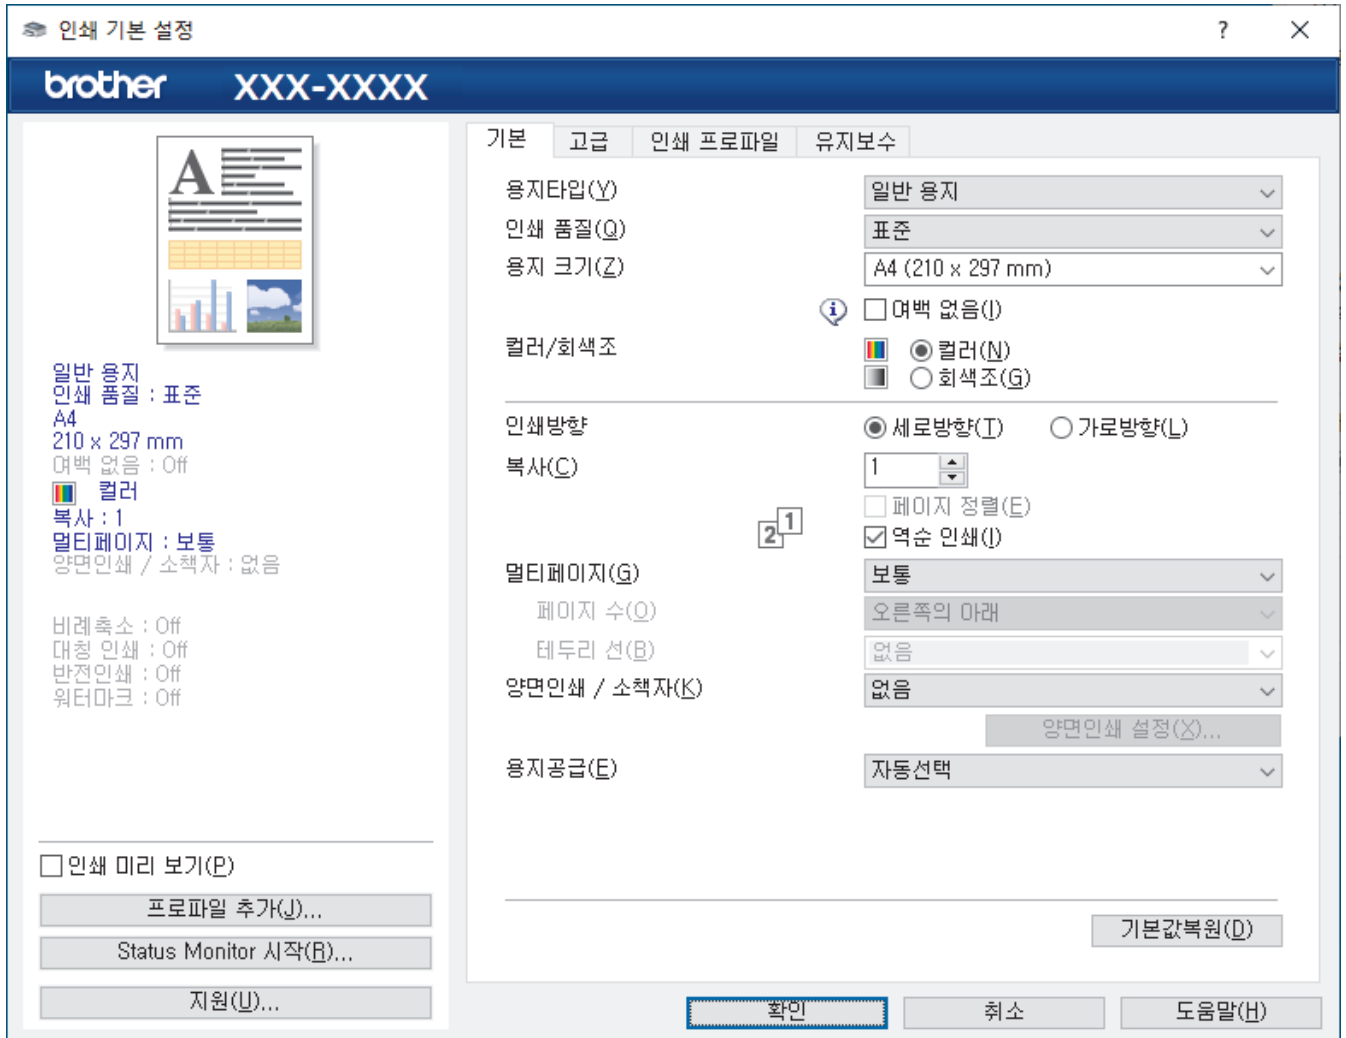 인쇄 기본 설정
?
brother XXX-XXXX
A
일반 용지
인쇄 품질 : 표준
A4
210 x 297 mm
여백 없음 : Off
컬러
복사 : 1
멀티페이지 : 보통
양면인쇄 / 소책자 : 없음
비례축소 : Off
대칭 인쇄 : Off
반전인쇄 : Off
워터마크 : Off
인쇄 미리 보기(P)
프로파일 추가(J)...
Status Monitor 시작(R)...
지원(U)...
기본 고급 인쇄 프로파일 유지보수
용지타입(Y) 일반 용지
인쇄 품질(Q) 표준
용지 크기(Z) A4 (210 x 297 mm)
여백 없음(I)
컬러/회색조 컬러(N)
회색조(G)
인쇄방향 세로방향(T) 가로방향(L)
복사(C) 1
페이지 정렬(E)
2 1 역순 인쇄(I)
멀티페이지(G) 보통
페이지 수(O) 오른쪽의 아래
테두리 선(B) 없음
양면인쇄 / 소책자(K) 없음
양면인쇄 설정(X)...
용지공급(E) 자동선택
기본값복원(D)
확인 취소 도움말(H)